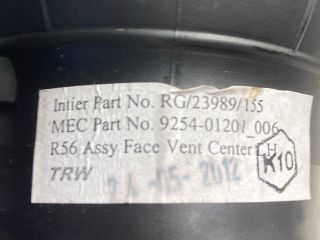 Intier Part No. RG/23989/155
MEC Part No. 9254-01201_006
R56 Assy Face Vent Center LH
K10
TRW
-05-2012